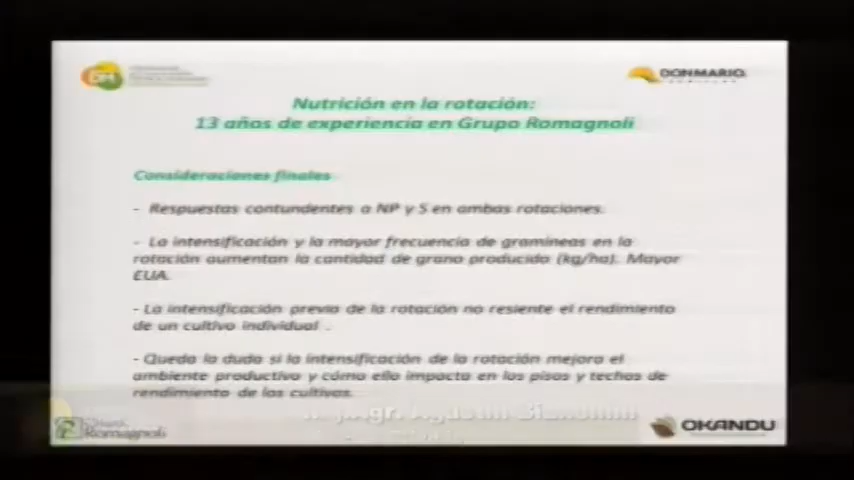 DM
DONMARIO
Nutrición en la rotación:
13 años de experiencia en Grupo Romagnoli
Consideraciones finales
- Respuestas contundentes a NP y S en ambas rotaciones.
- La intensificación y la mayor frecuencia de gramíneas en la
rotación aumentan la cantidad de grano producido (kg/ha). Mayor
EUA.
- La intensificación previa de la rotación no resiente el rendimiento
de un cultivo individual .
- Queda la duda si la intensificación de la rotación mejora el
ambiente productivo y cómo ello impacta en los pisos y techos de
rendimiento de los cultivos.
Romagnoli
OKANDU